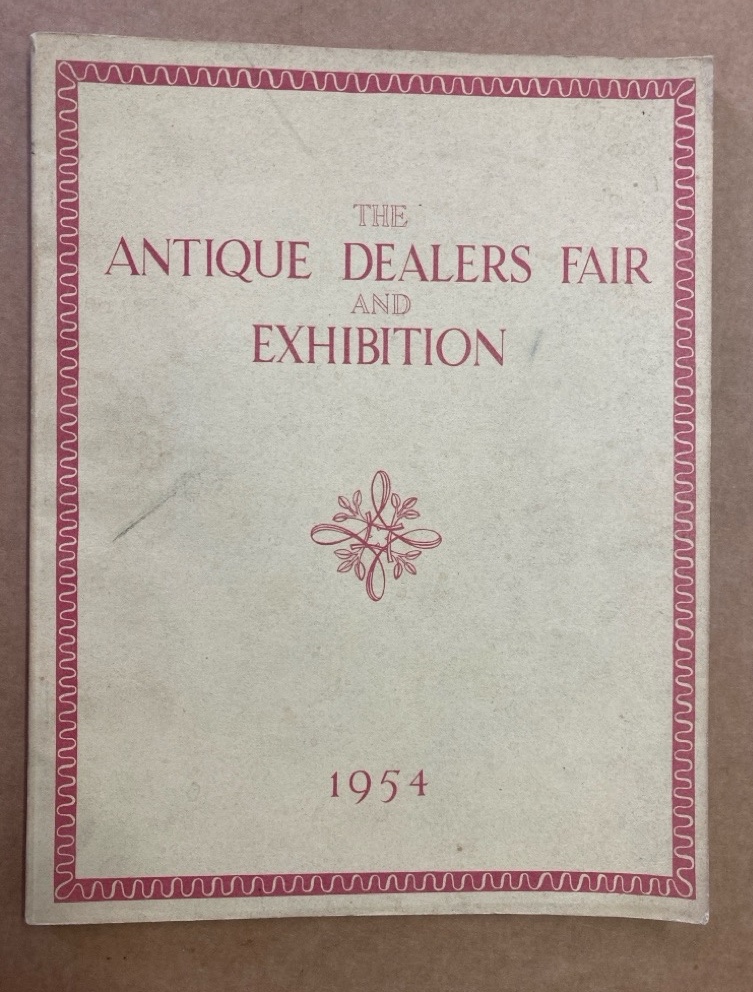 THE
ANTIQUE DEALERS FAIR
AND
EXHIBITION
1954